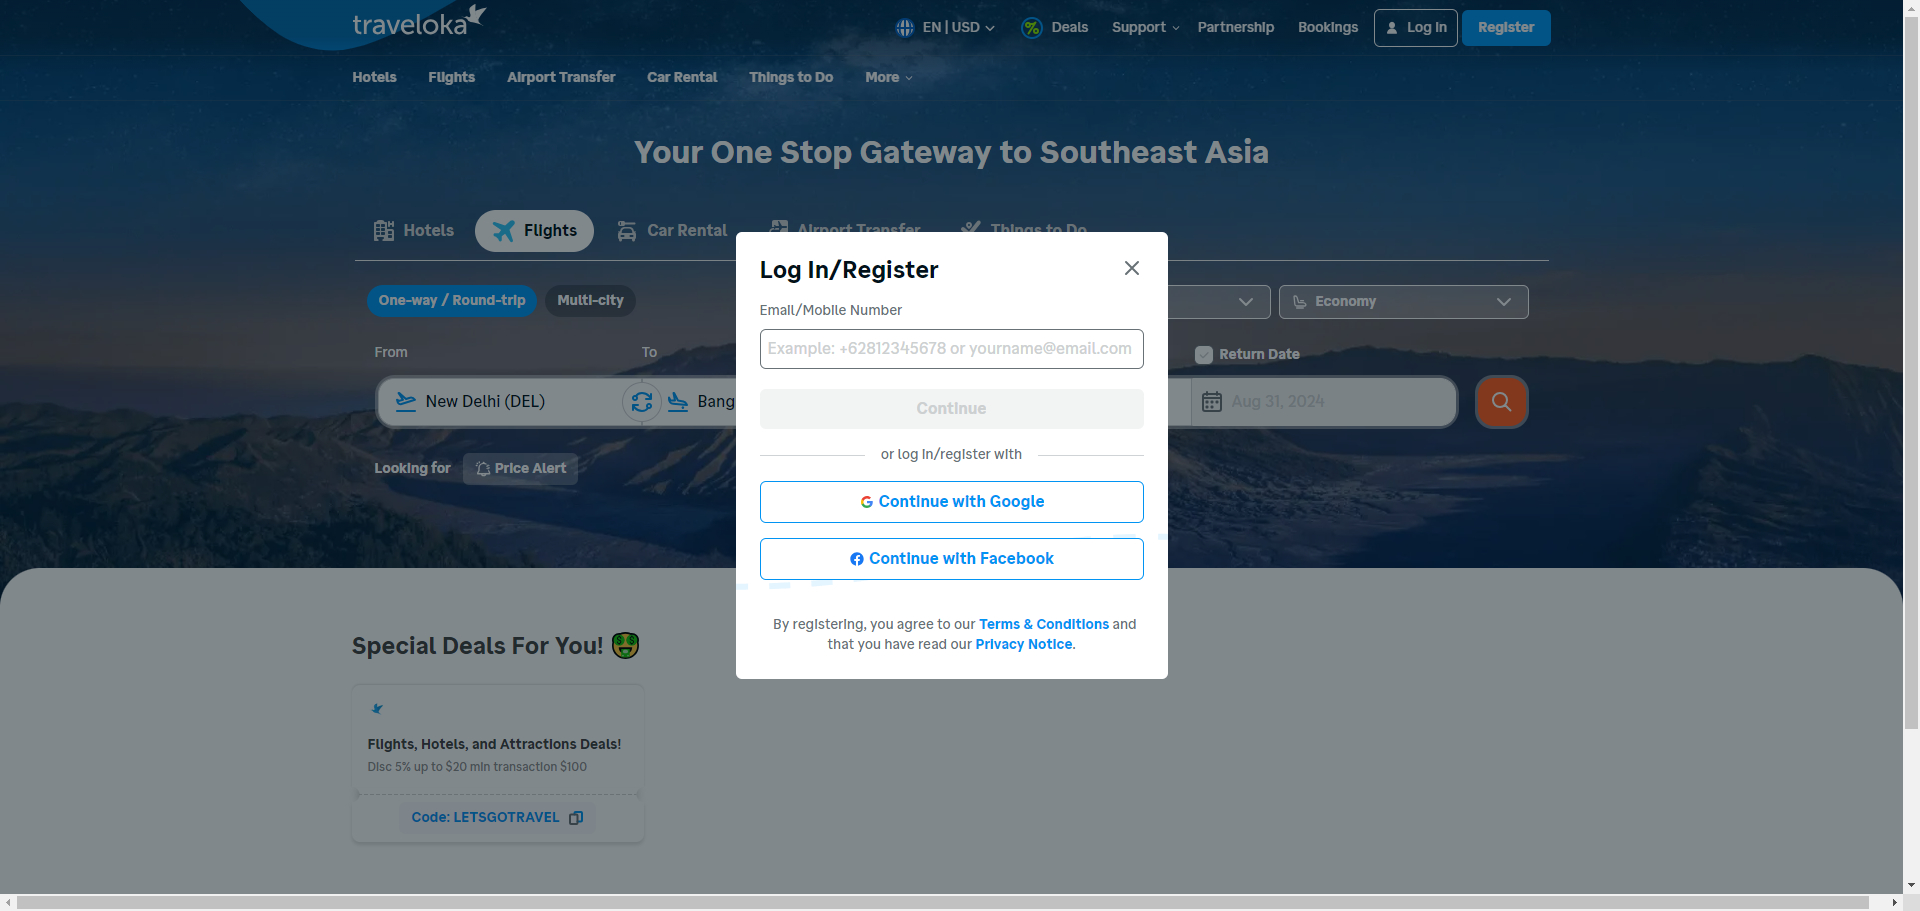 traveloka
EN | USD
Deals
Support
Partnership
Bookings
Log In
Register
Hotels
Flights
Airport Transfer
Car Rental
Things to Do
More
Your One Stop Gateway to Southeast Asia
Hotels
Flights
Car Rental
Airport Transfer
Things to Do
One-way / Round-trip
Multi-city
Economy
From
To
Return Date
New Delhi (DEL)
Bang
Aug 31, 2024
Looking for
Price Alert
Log In/Register
Email/Mobile Number
Example: +62812345678 or yourname@email.com
Continue
or log in/register with
Continue with Google
Continue with Facebook
By registering, you agree to our Terms & Conditions and
that you have read our Privacy Notice.
Special Deals For You!
Flights, Hotels, and Attractions Deals!
Disc 5% up to $20 min transaction $100
Code: LETSGOTRAVEL